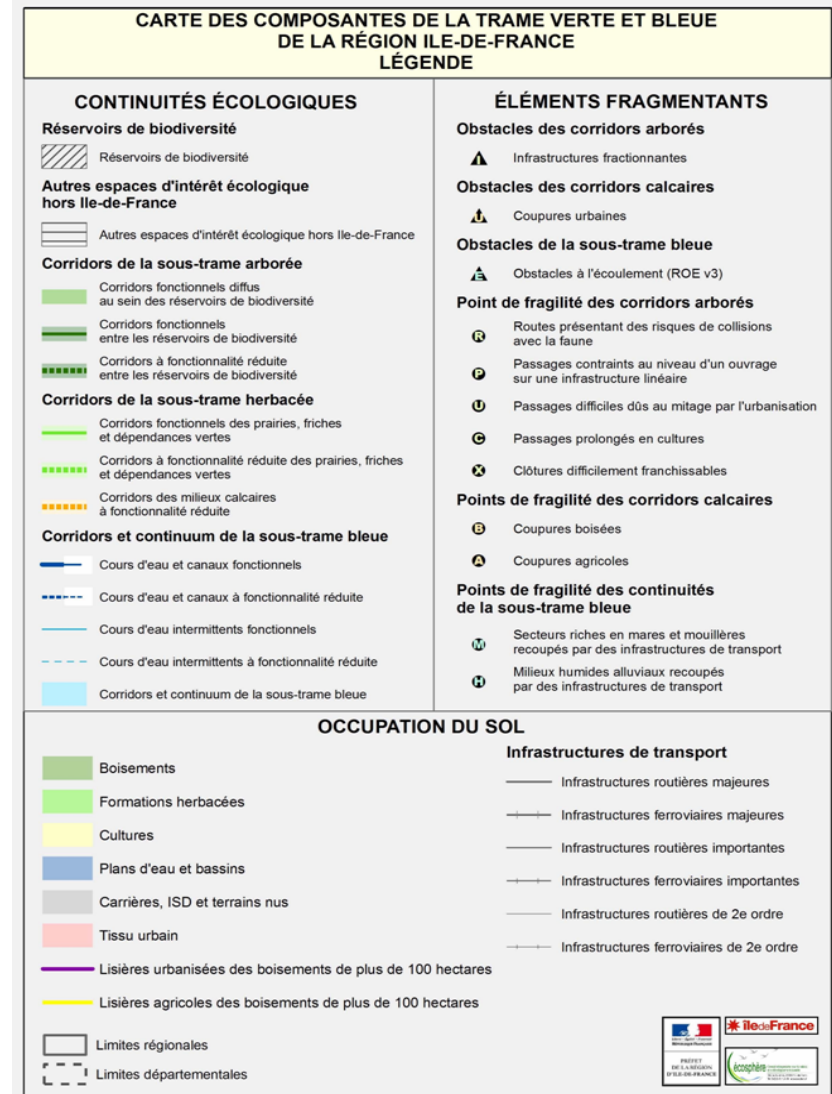 CARTE DES COMPOSANTES DE LA TRAME VERTE ET BLEUE
DE LA RÉGION ILE-DE-FRANCE
LÉGENDE
CONTINUITÉS ÉCOLOGIQUES
Réservoirs de biodiversité
Réservoirs de biodiversité
Autres espaces d'intérêt écologique
hors Ile-de-France
Autres espaces d'intérêt écologique hors Ile-de-France
Corridors de la sous-trame arborée
Corridors fonctionnels diffus
au sein des réservoirs de biodiversité
Corridors fonctionnels
entre les réservoirs de biodiversité
Corridors à fonctionnalité réduite
entre les réservoirs de biodiversité
Corridors de la sous-trame herbacée
Corridors fonctionnels des prairies, friches
et dépendances vertes
Corridors à fonctionnalité réduite des prairies, friches
et dépendances vertes
Corridors des milieux calcaires
à fonctionnalité réduite
Corridors et continuum de la sous-trame bleue
Cours d'eau et canaux fonctionnels
Cours d'eau et canaux à fonctionnalité réduite
Cours d'eau intermittents fonctionnels
Cours d'eau intermittents à fonctionnalité réduite
Corridors et continuum de la sous-trame bleue
ÉLÉMENTS FRAGMENTANTS
Obstacles des corridors arborés
I Infrastructures fractionnantes
Obstacles des corridors calcaires
U Coupures urbaines
Obstacles de la sous-trame bleue
E Obstacles à l'écoulement (ROE v3)
Point de fragilité des corridors arborés
R Routes présentant des risques de collisions
avec la faune
P Passages contraints au niveau d'un ouvrage
sur une infrastructure linéaire
U Passages difficiles dûs au mitage par l'urbanisation
C Passages prolongés en cultures
X Clôtures difficilement franchissables
Points de fragilité des corridors calcaires
B Coupures boisées
A Coupures agricoles
Points de fragilité des continuités
de la sous-trame bleue
M Secteurs riches en mares et mouillères
recoupés par des infrastructures de transport
H Milieux humides alluviaux recoupés
par des infrastructures de transport
OCCUPATION DU SOL
Boisements
Formations herbacées
Cultures
Plans d'eau et bassins
Carrières, ISD et terrains nus
Tissu urbain
Lisières urbanisées des boisements de plus de 100 hectares
Lisières agricoles des boisements de plus de 100 hectares
Limites régionales
Limites départementales
Infrastructures de transport
Infrastructures routières majeures
Infrastructures ferroviaires majeures
Infrastructures routières importantes
Infrastructures ferroviaires importantes
Infrastructures routières de 2e ordre
Infrastructures ferroviaires de 2e ordre
PRÉFET
DE LA RÉGION
D'ILE-DE-FRANCE
îledeFrance
écosphère